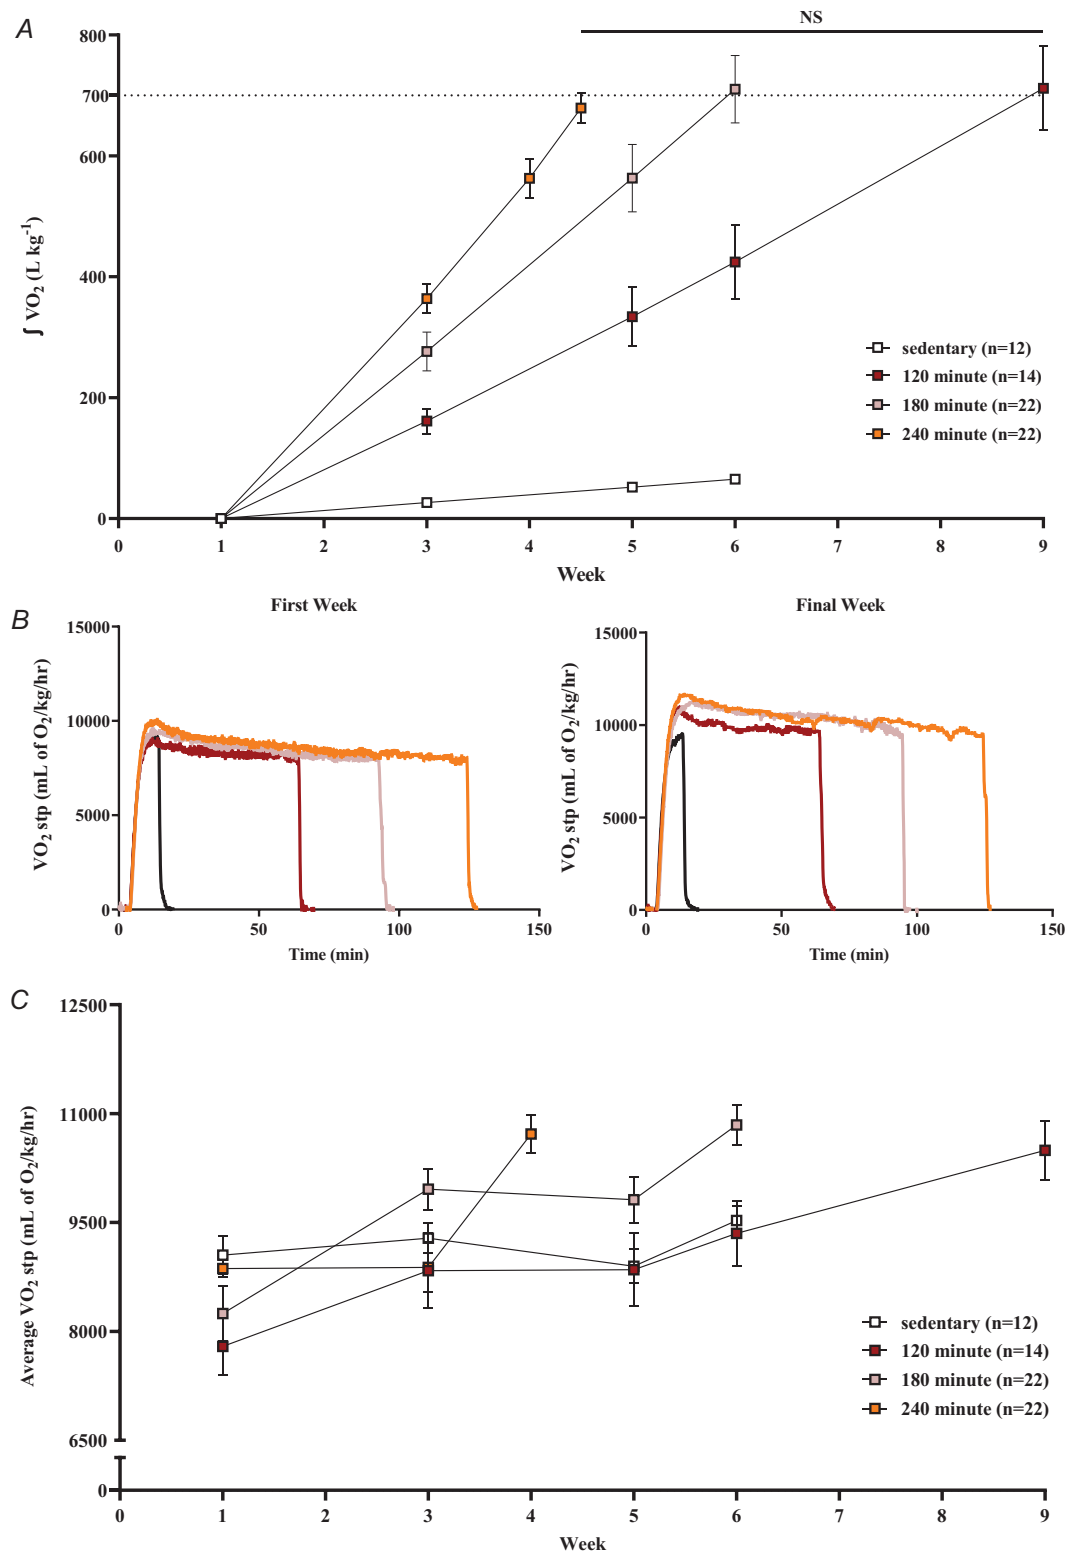 A
NS
800
700
600
400
200
0
∫ VO2 (L kg-1)
sedentary (n=12)
120 minute (n=14)
180 minute (n=22)
240 minute (n=22)
0 1 2 3 4 5 6 7 8 9
Week
B
First Week
15000
10000
5000
0
VO2 stp (mL of O2/kg/hr)
0 50 100 150
Time (min)
Final Week
15000
10000
5000
0
VO2 stp (mL of O2/kg/hr)
0 50 100 150
Time (min)
C
12500
11000
9500
8000
6500
0
Average VO2 stp (mL of O2/kg/hr)
sedentary (n=12)
120 minute (n=14)
180 minute (n=22)
240 minute (n=22)
0 1 2 3 4 5 6 7 8 9
Week